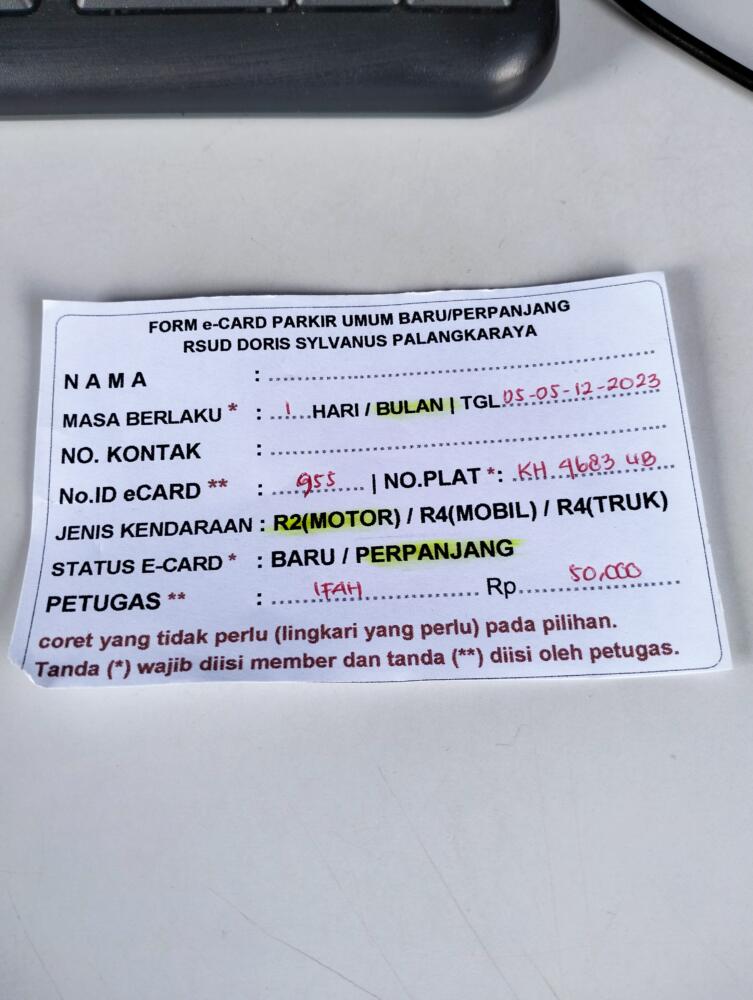 FORM e-CARD PARKIR UMUM BARU/PERPANJANG
RSUD DORIS SYLVANUS PALANGKARAYA
NAMA :
MASA BERLAKU * : 1 HARI / BULAN | TGL 05-05-12-2023
NO. KONTAK :
No.ID eCARD ** : 955 | NO.PLAT *: KH 4683 UB
JENIS KENDARAAN : R2(MOTOR) / R4(MOBIL) / R4(TRUK)
STATUS E-CARD * : BARU / PERPANJANG
PETUGAS ** : IFAH Rp 50,000
coret yang tidak perlu (lingkari yang perlu) pada pilihan.
Tanda (*) wajib diisi member dan tanda (**) diisi oleh petugas.